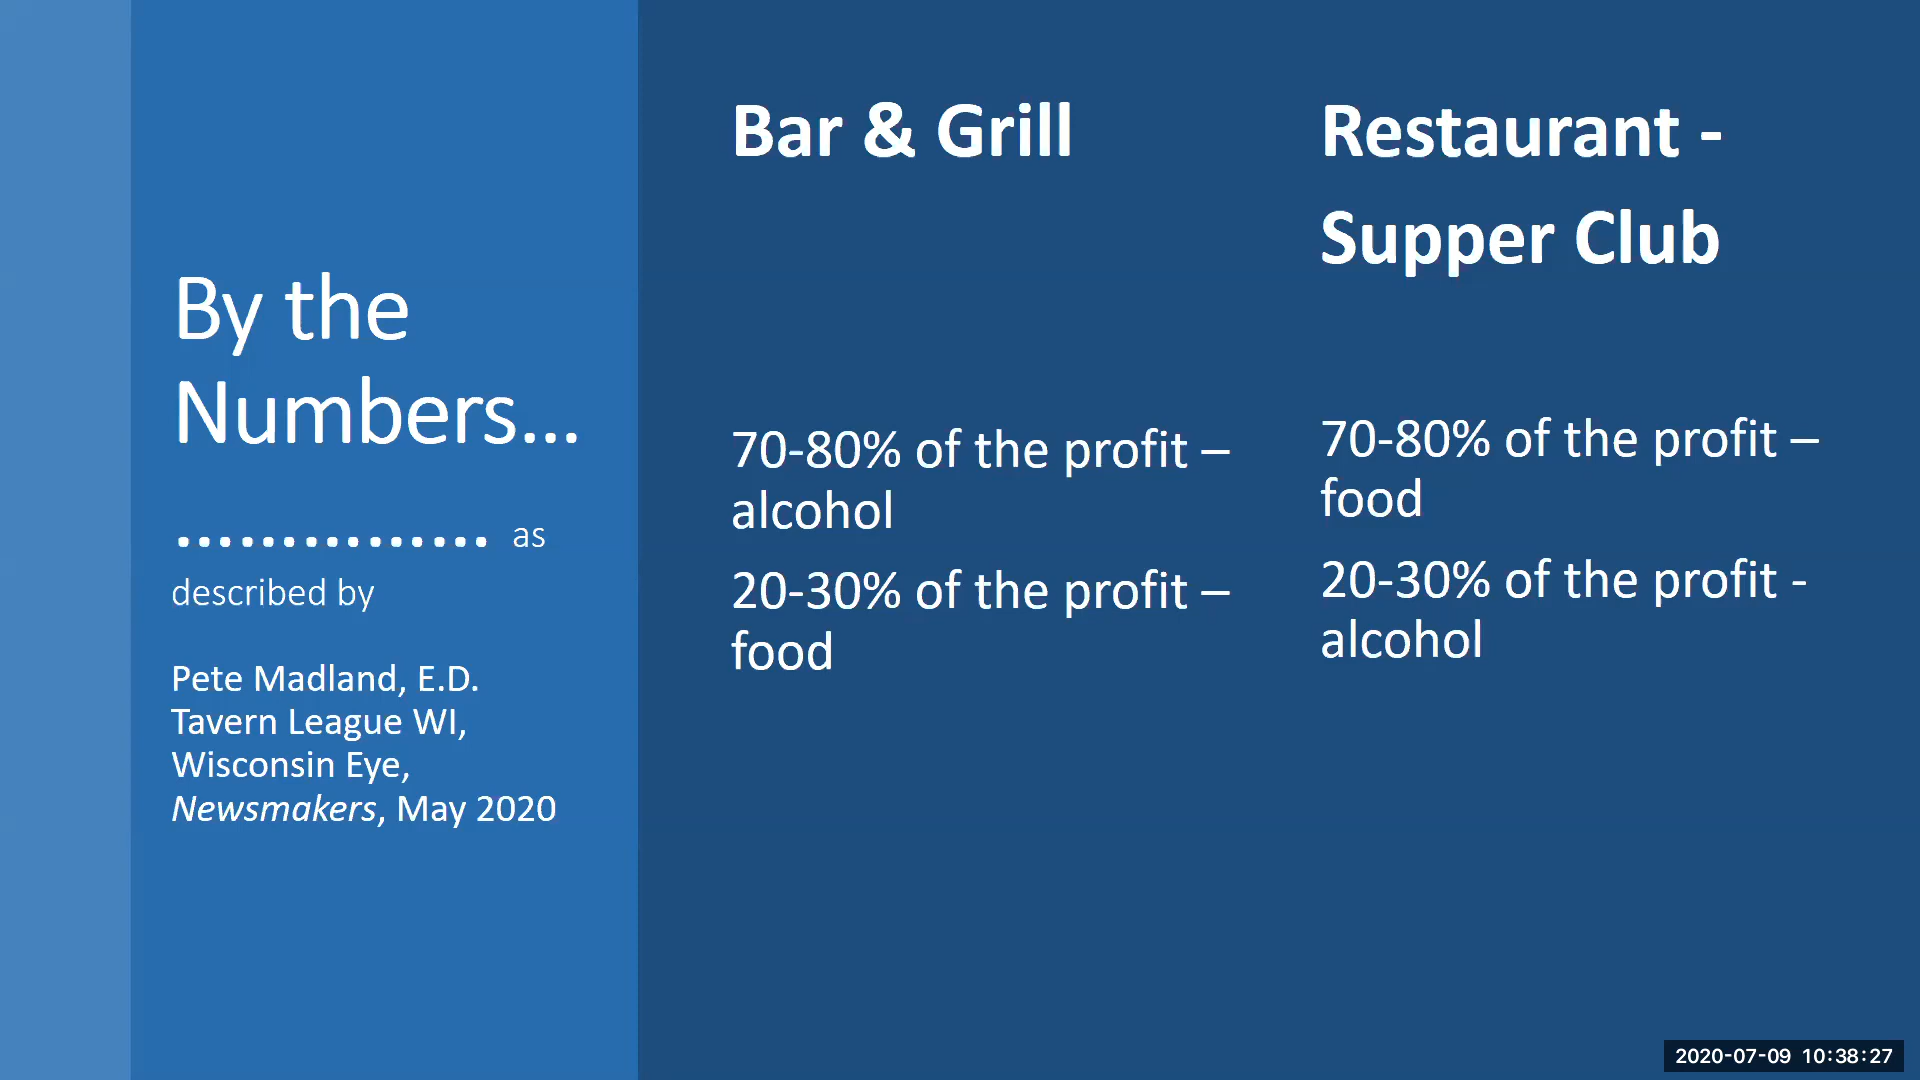 By the
Numbers...
............... as
described by
Pete Madland, E.D.
Tavern League WI,
Wisconsin Eye,
Newsmakers, May 2020
Bar & Grill
70-80% of the profit –
alcohol
20-30% of the profit –
food
Restaurant -
Supper Club
70-80% of the profit –
food
20-30% of the profit -
alcohol
2020-07-09 10:38:27